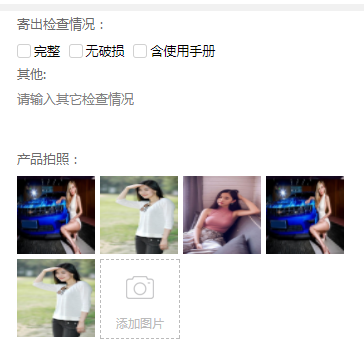 寄出检查情况：
完整 无破损 含使用手册
其他:
请输入其它检查情况
产品拍照：
添加图片